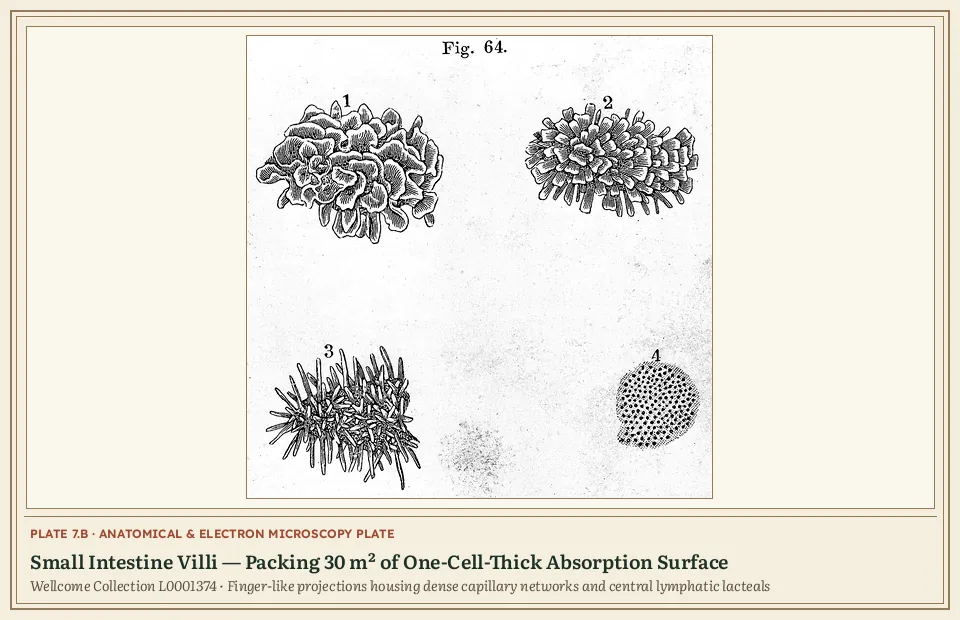 Fig. 64.
1
2
3
4
PLATE 7.B · ANATOMICAL & ELECTRON MICROSCOPY PLATE
Small Intestine Villi — Packing 30 m² of One-Cell-Thick Absorption Surface
Wellcome Collection L0001374 · Finger-like projections housing dense capillary networks and central lymphatic lacteals